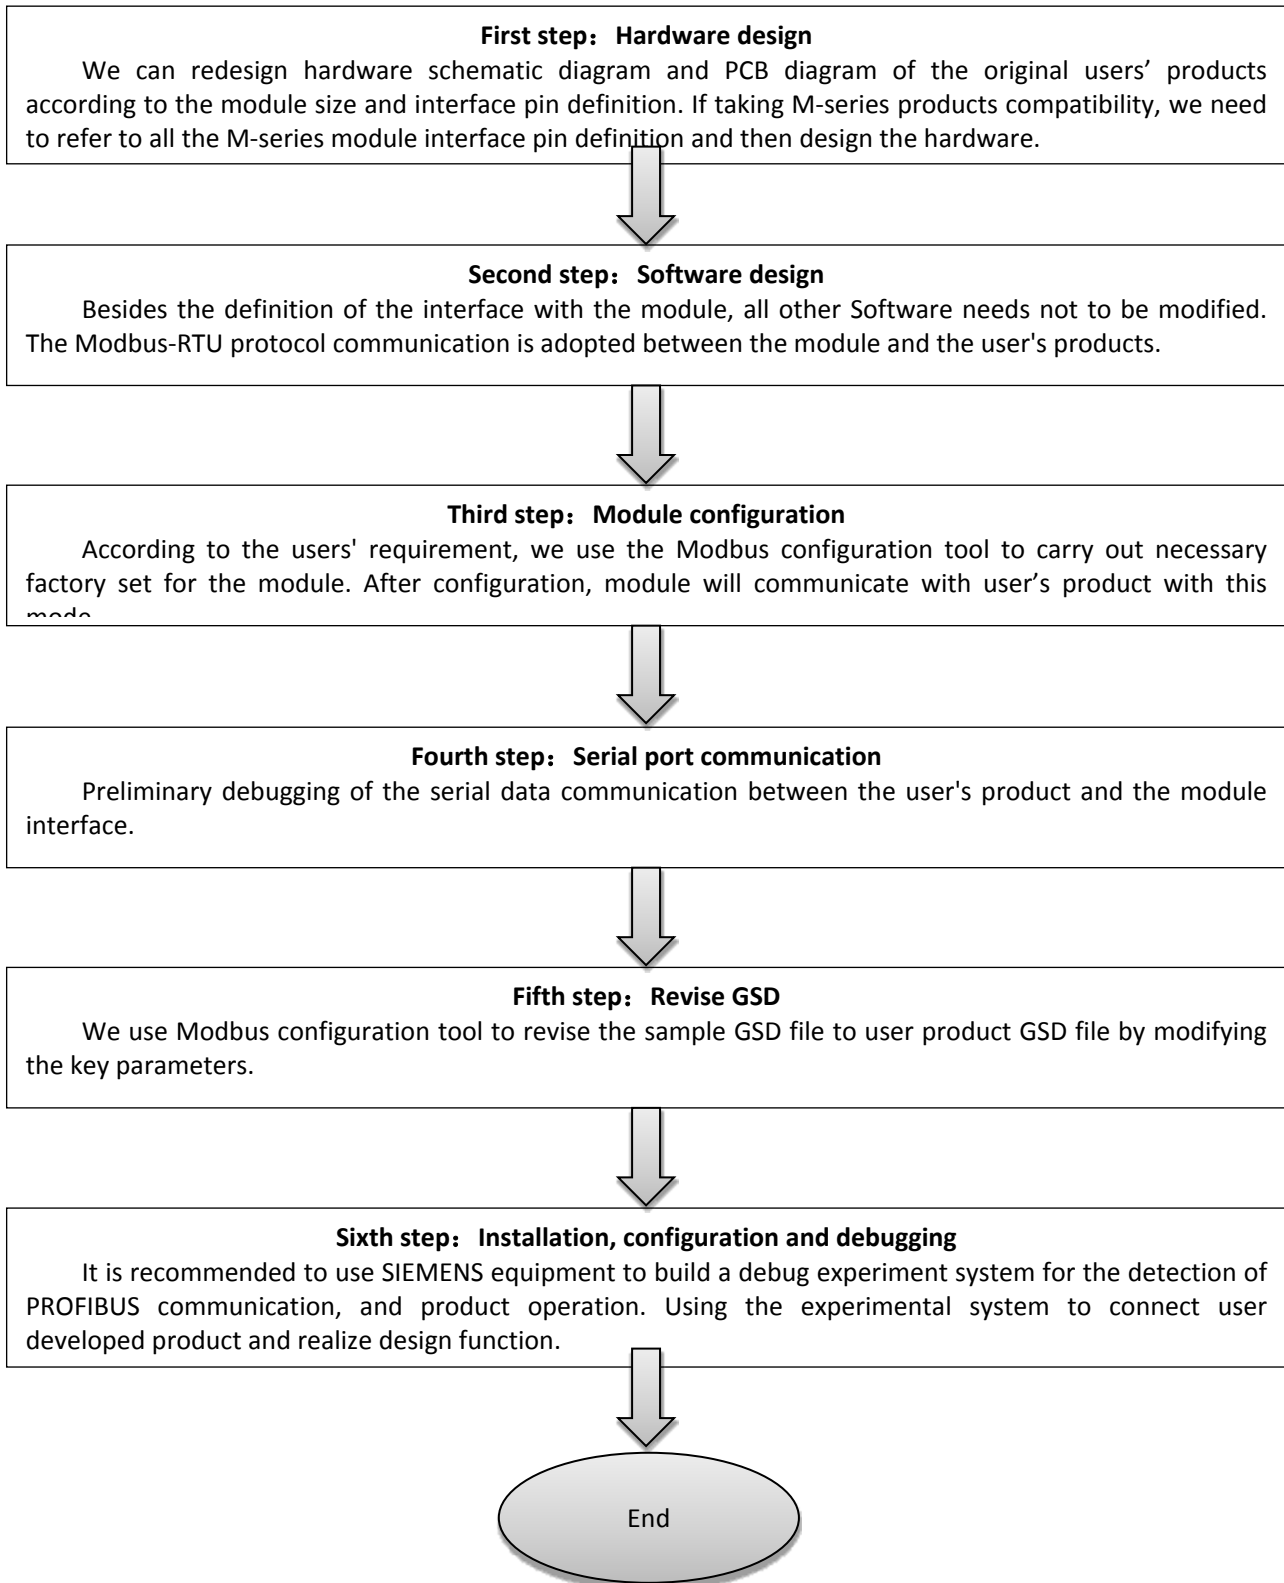 First step：Hardware design
We can redesign hardware schematic diagram and PCB diagram of the original users’ products
according to the module size and interface pin definition. If taking M-series products compatibility, we need
to refer to all the M-series module interface pin definition and then design the hardware.
Second step：Software design
Besides the definition of the interface with the module, all other Software needs not to be modified.
The Modbus-RTU protocol communication is adopted between the module and the user's products.
Third step：Module configuration
According to the users' requirement, we use the Modbus configuration tool to carry out necessary
factory set for the module. After configuration, module will communicate with user’s product with this
mode
Fourth step：Serial port communication
Preliminary debugging of the serial data communication between the user's product and the module
interface.
Fifth step：Revise GSD
We use Modbus configuration tool to revise the sample GSD file to user product GSD file by modifying
the key parameters.
Sixth step：Installation, configuration and debugging
It is recommended to use SIEMENS equipment to build a debug experiment system for the detection of
PROFIBUS communication, and product operation. Using the experimental system to connect user
developed product and realize design function.
End